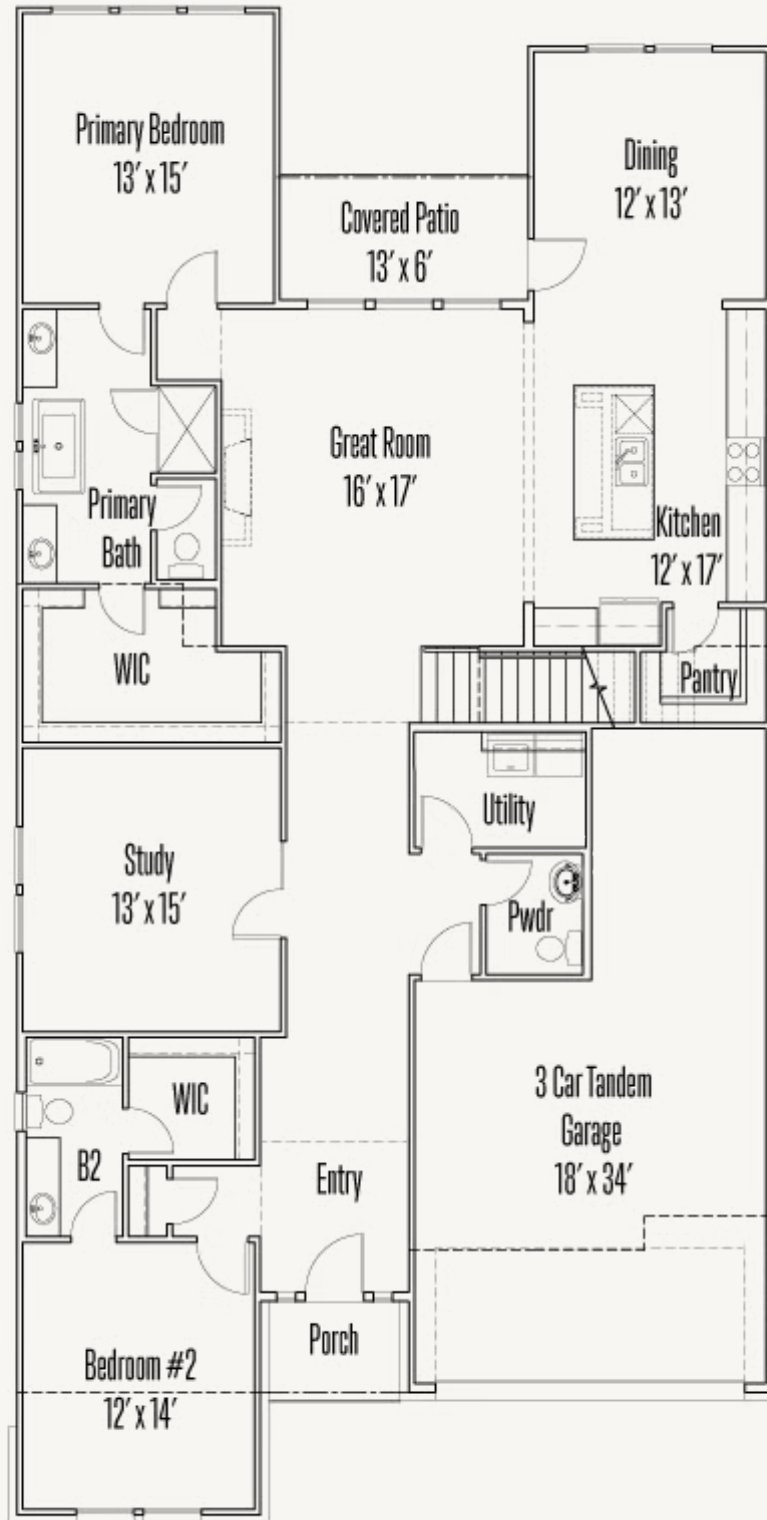 Primary Bedroom
13' x 15'
Dining
12' x 13'
Covered Patio
13' x 6'
Great Room
16' x 17'
Primary
Bath
Kitchen
12' x 17'
WIC
Pantry
Utility
Study
13' x 15'
Pwdr
3 Car Tandem
Garage
18' x 34'
WIC
B2
Entry
Porch
Bedroom #2
12' x 14'